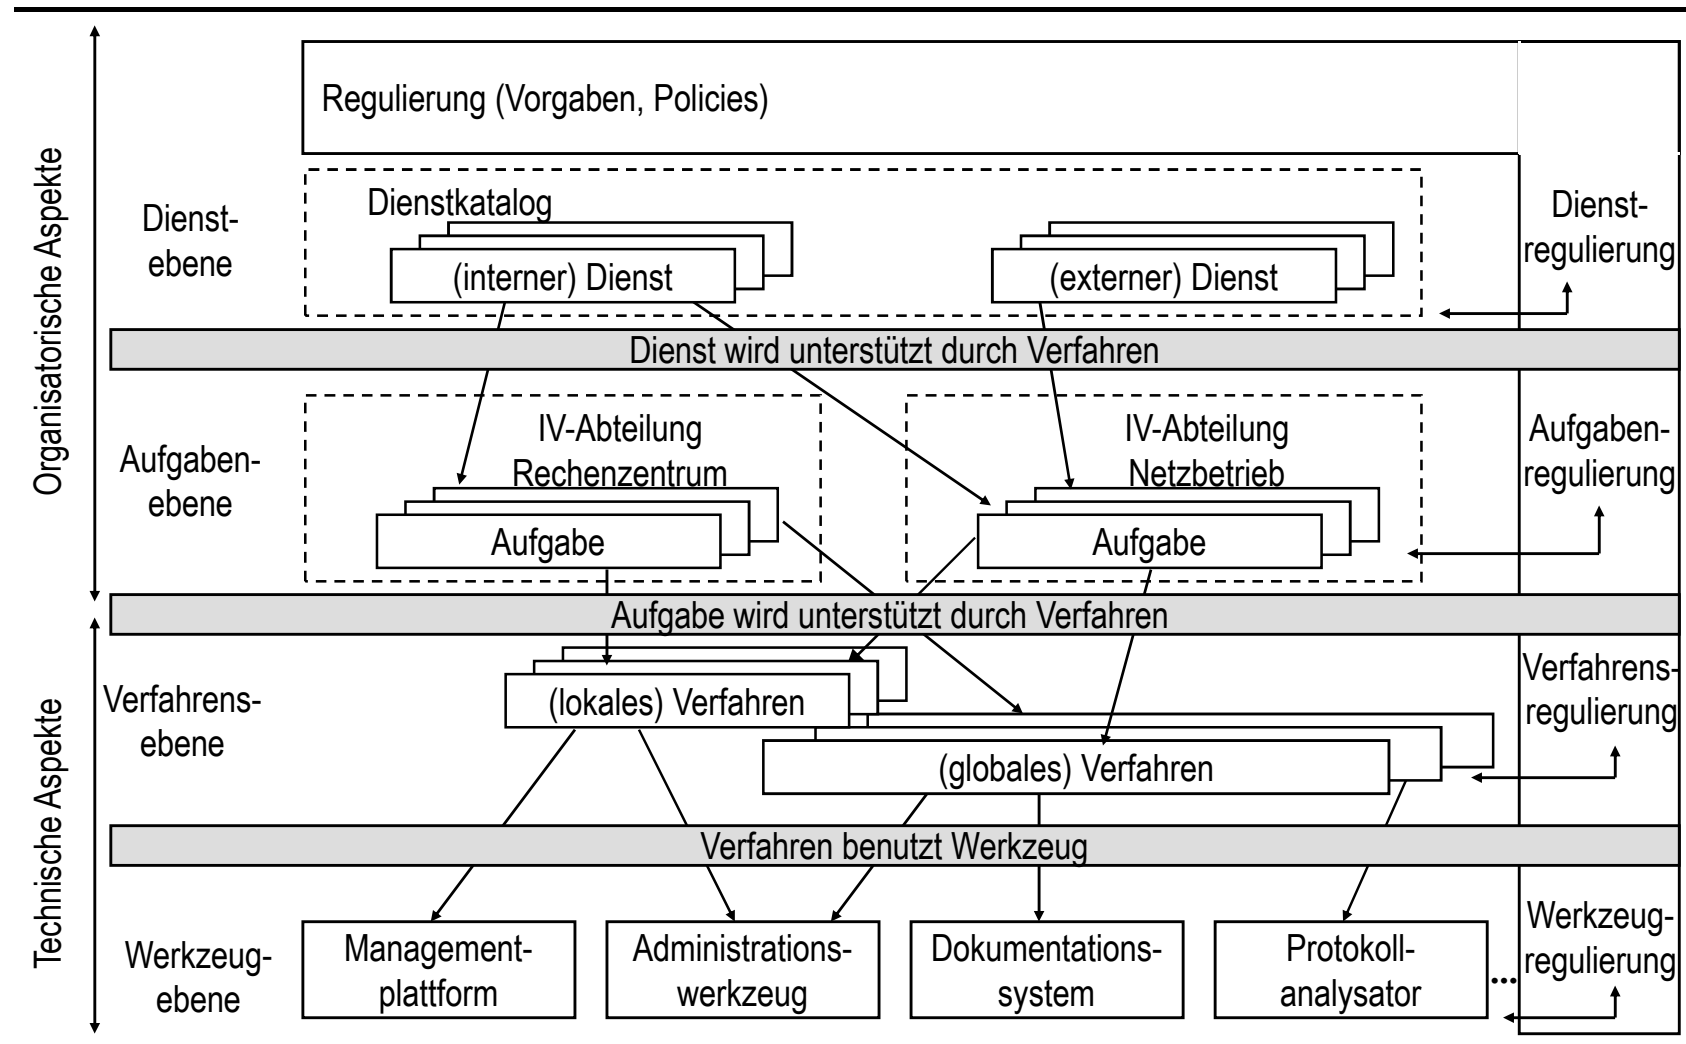 Organisatorische Aspekte
Technische Aspekte
Regulierung (Vorgaben, Policies)
Dienst-
ebene
Dienstkatalog
(interner) Dienst
(externer) Dienst
Dienst-
regulierung
Dienst wird unterstützt durch Verfahren
Aufgaben-
ebene
IV-Abteilung
Rechenzentrum
Aufgabe
IV-Abteilung
Netzbetrieb
Aufgabe
Aufgaben-
regulierung
Aufgabe wird unterstützt durch Verfahren
Verfahrens-
ebene
(lokales) Verfahren
(globales) Verfahren
Verfahrens-
regulierung
Verfahren benutzt Werkzeug
Werkzeug-
ebene
Management-
plattform
Administrations-
werkzeug
Dokumentations-
system
Protokoll-
analysator
...
Werkzeug-
regulierung